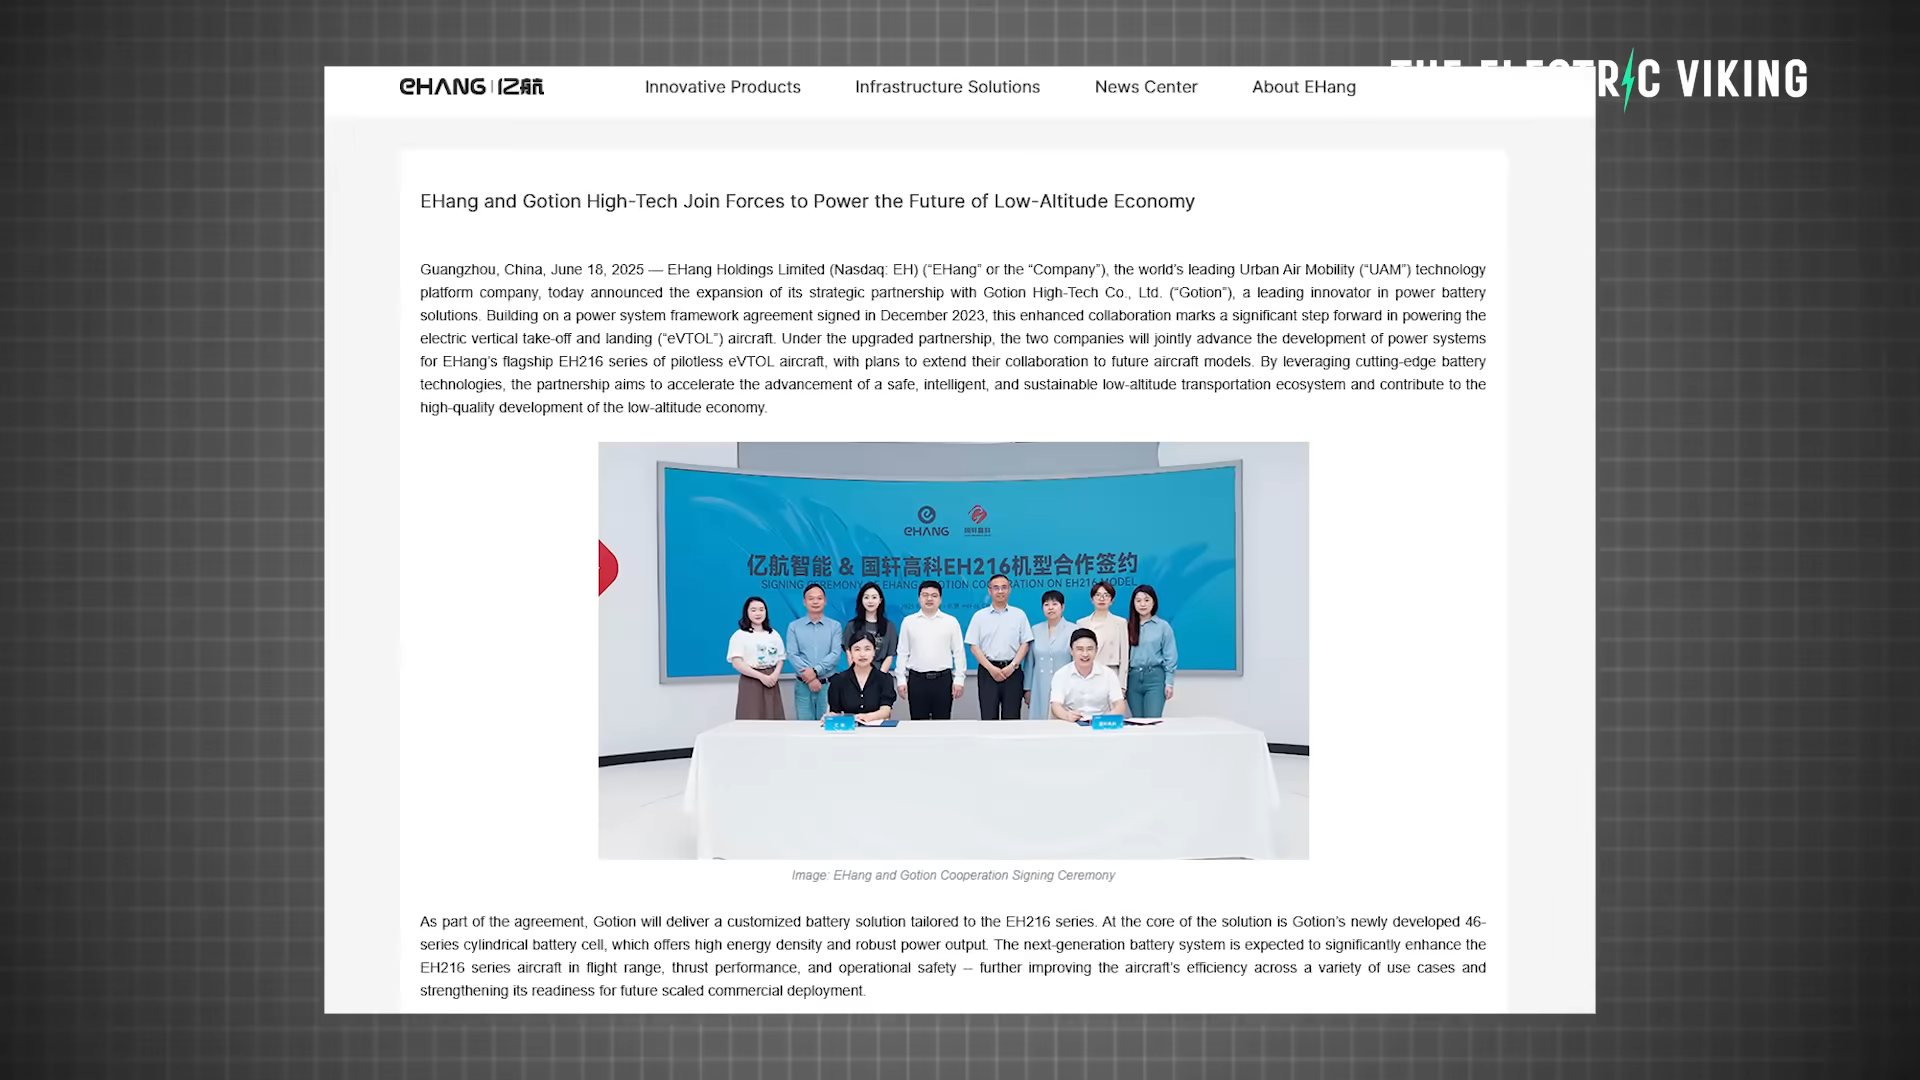 THE ELECTRIC VIKING
eHANG | 亿航
Innovative Products
Infrastructure Solutions
News Center
About EHang
EHang and Gotion High-Tech Join Forces to Power the Future of Low-Altitude Economy
Guangzhou, China, June 18, 2025 — EHang Holdings Limited (Nasdaq: EH) (“EHang” or the “Company”), the world’s leading Urban Air Mobility (“UAM”) technology
platform company, today announced the expansion of its strategic partnership with Gotion High-Tech Co., Ltd. (“Gotion”), a leading innovator in power battery
solutions. Building on a power system framework agreement signed in December 2023, this enhanced collaboration marks a significant step forward in powering the
electric vertical take-off and landing (“eVTOL”) aircraft. Under the upgraded partnership, the two companies will jointly advance the development of power systems
for EHang’s flagship EH216 series of pilotless eVTOL aircraft, with plans to extend their collaboration to future aircraft models. By leveraging cutting-edge battery
technologies, the partnership aims to accelerate the advancement of a safe, intelligent, and sustainable low-altitude transportation ecosystem and contribute to the
high-quality development of the low-altitude economy.
eHANG
国轩高科
亿航智能 & 国轩高科EH216机型合作签约
SIGNING CEREMONY EHANG COOPERATION ON EH216 MODEL
Image: EHang and Gotion Cooperation Signing Ceremony
As part of the agreement, Gotion will deliver a customized battery solution tailored to the EH216 series. At the core of the solution is Gotion’s newly developed 46-
series cylindrical battery cell, which offers high energy density and robust power output. The next-generation battery system is expected to significantly enhance the
EH216 series aircraft in flight range, thrust performance, and operational safety -- further improving the aircraft’s efficiency across a variety of use cases and
strengthening its readiness for future scaled commercial deployment.